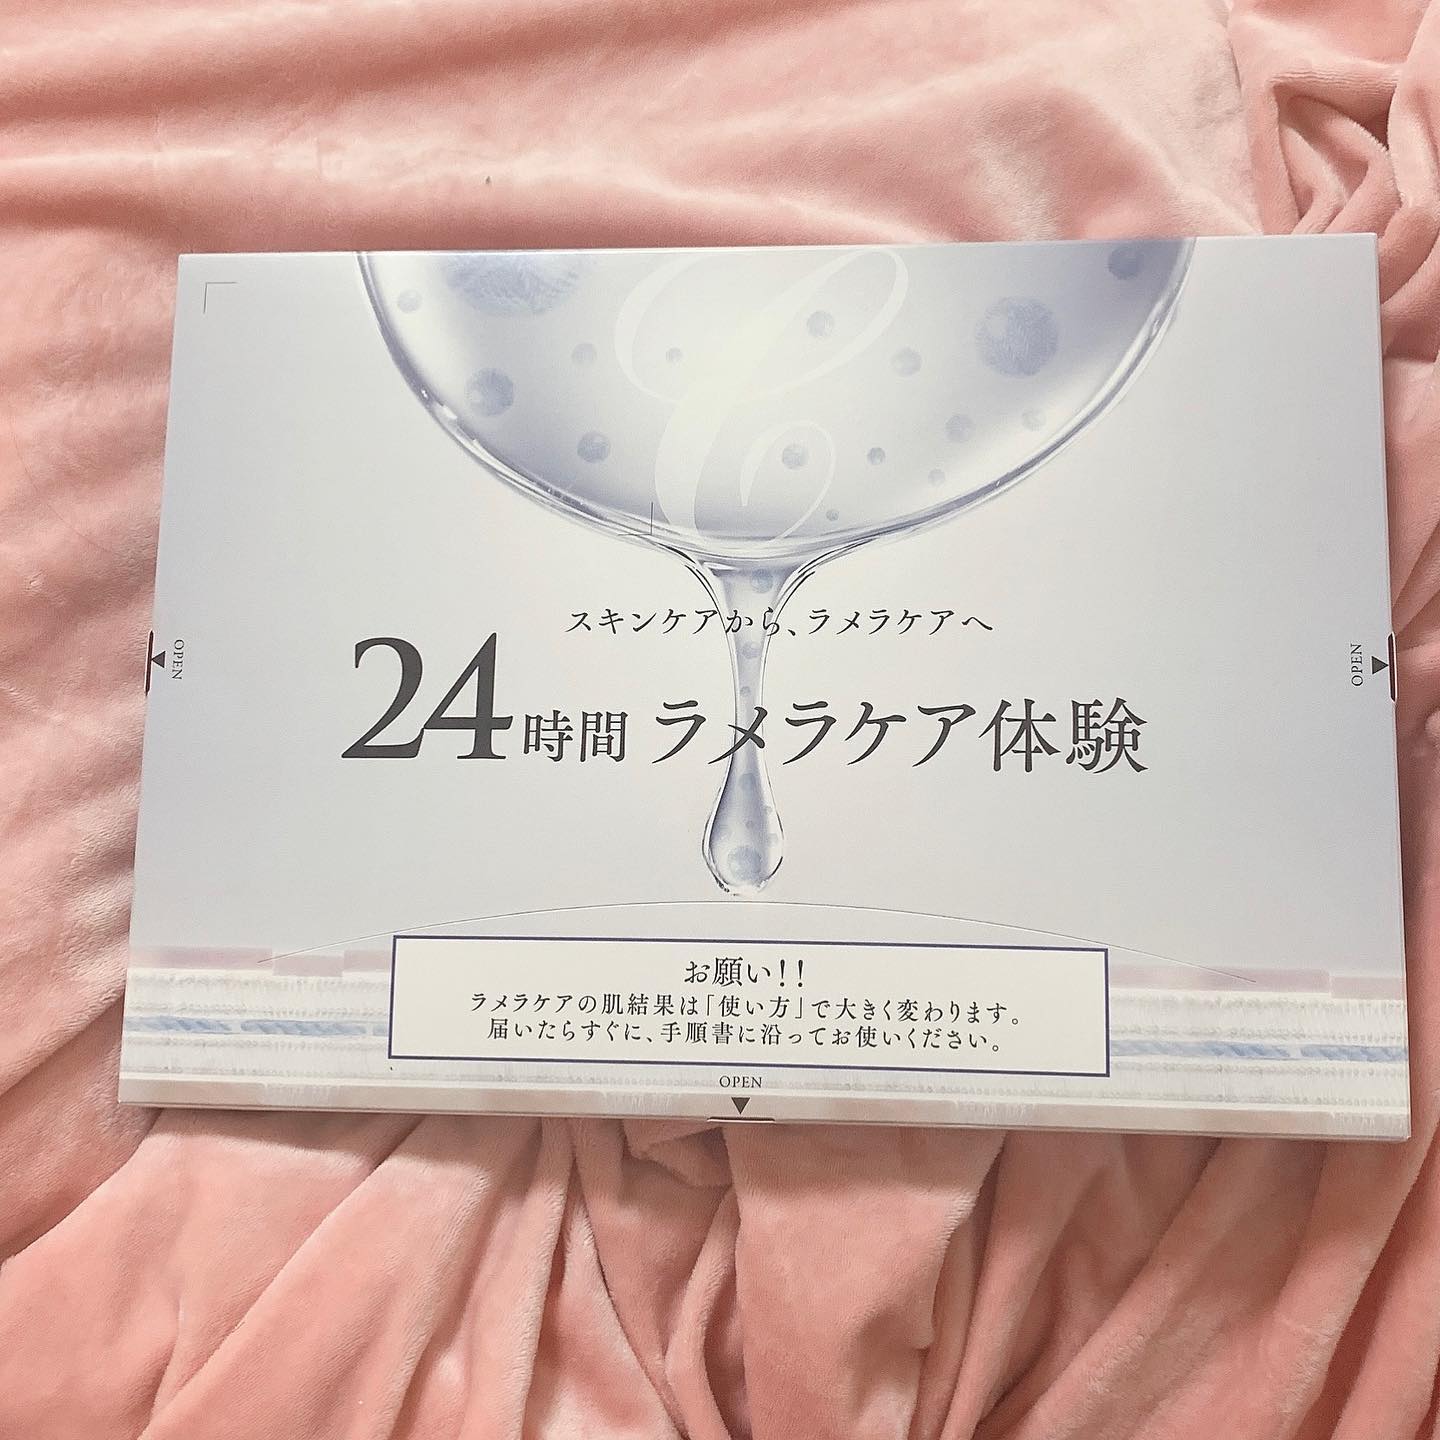 C
スキンケアから、ラメラケアへ
24時間 ラメラケア体験
OPEN
OPEN
お願い!!
ラメラケアの肌結果は「使い方」で大きく変わります。
届いたらすぐに、手順書に沿ってお使いください。
OPEN